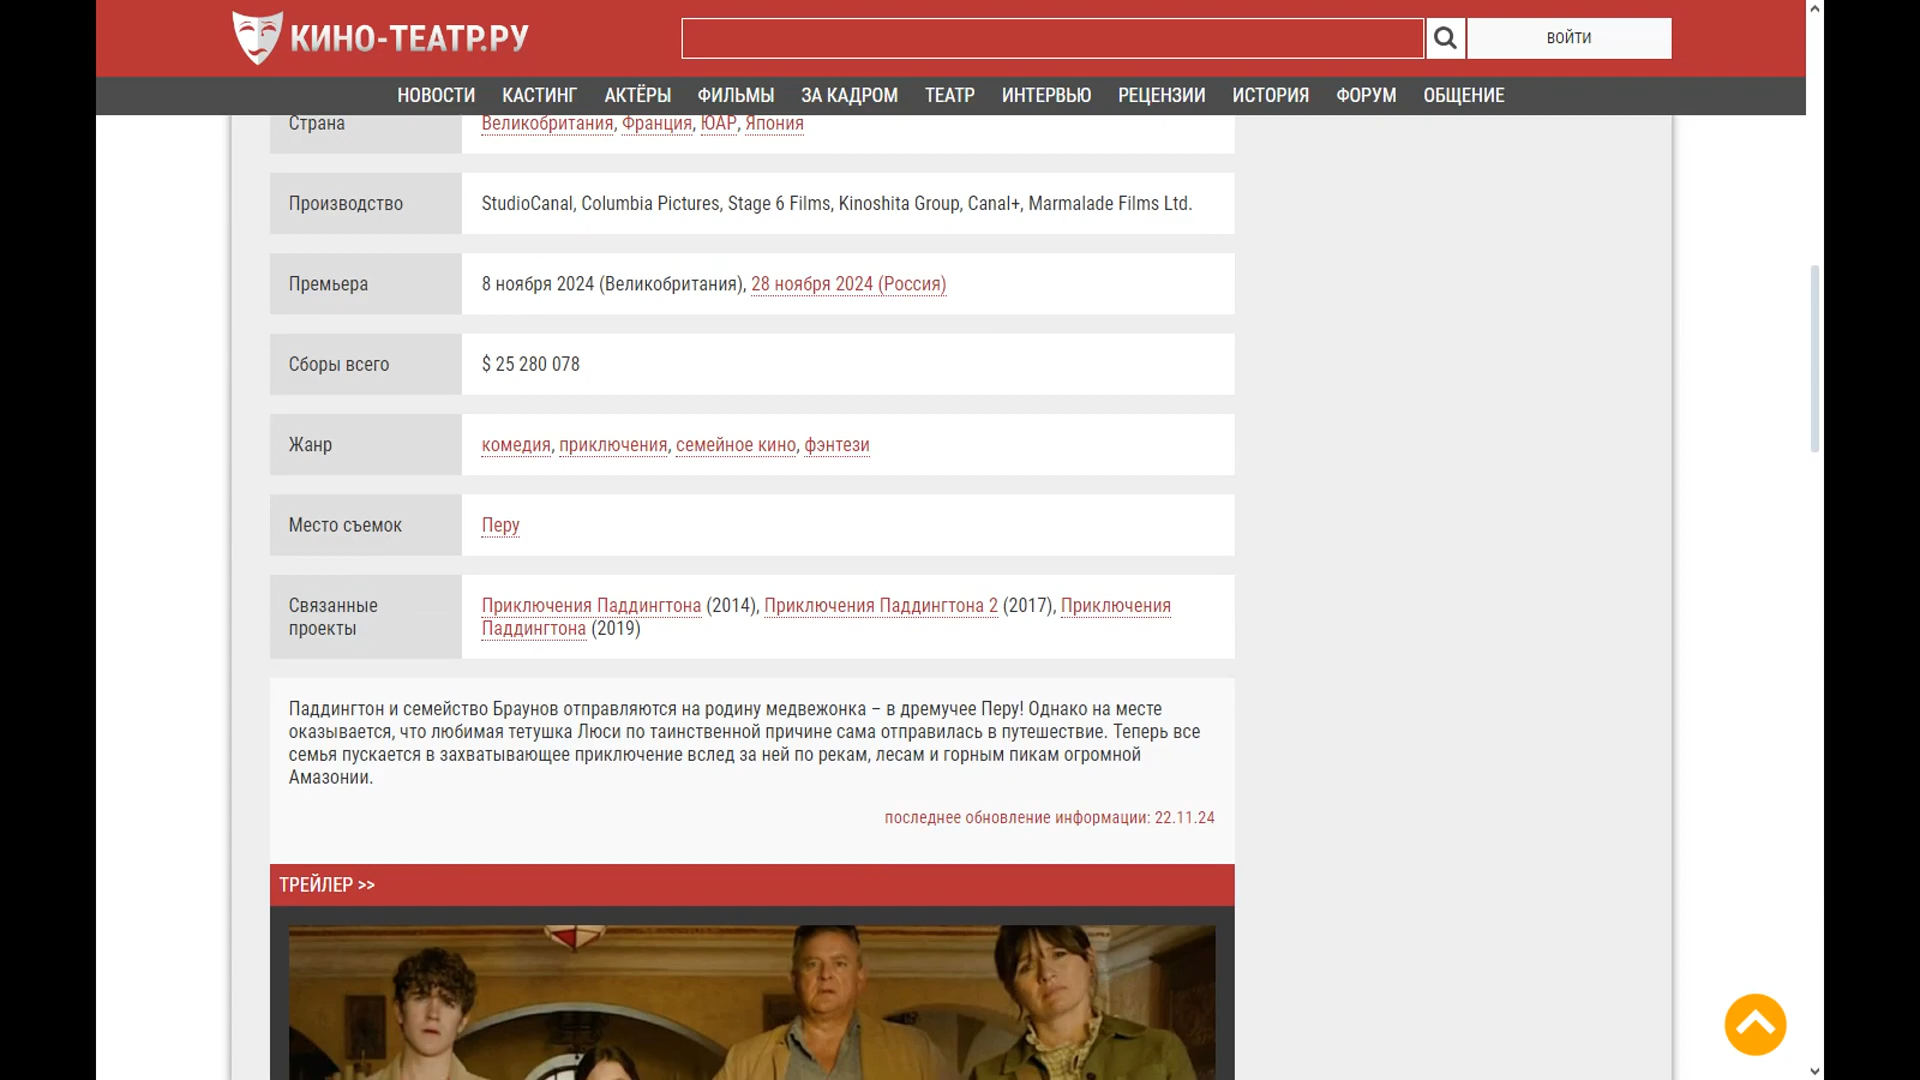 КИНО-ТЕАТР.РУ
ВОЙТИ
НОВОСТИ КАСТИНГ АКТЁРЫ ФИЛЬМЫ ЗА КАДРОМ ТЕАТР ИНТЕРВЬЮ РЕЦЕНЗИИ ИСТОРИЯ ФОРУМ ОБЩЕНИЕ
Страна Великобритания, Франция, ЮАР, Япония
Производство StudioCanal, Columbia Pictures, Stage 6 Films, Kinoshita Group, Canal+, Marmalade Films Ltd.
Премьера 8 ноября 2024 (Великобритания), 28 ноября 2024 (Россия)
Сборы всего $ 25 280 078
Жанр комедия, приключения, семейное кино, фэнтези
Место съемок Перу
Связанные проекты Приключения Паддингтона (2014), Приключения Паддингтона 2 (2017), Приключения
Паддингтона (2019)
Паддингтон и семейство Браунов отправляются на родину медвежонка – в дремучее Перу! Однако на месте
оказывается, что любимая тетушка Люси по таинственной причине сама отправилась в путешествие. Теперь все
семья пускается в захватывающее приключение вслед за ней по рекам, лесам и горным пикам огромной
Амазонии.
последнее обновление информации: 22.11.24
ТРЕЙЛЕР >>